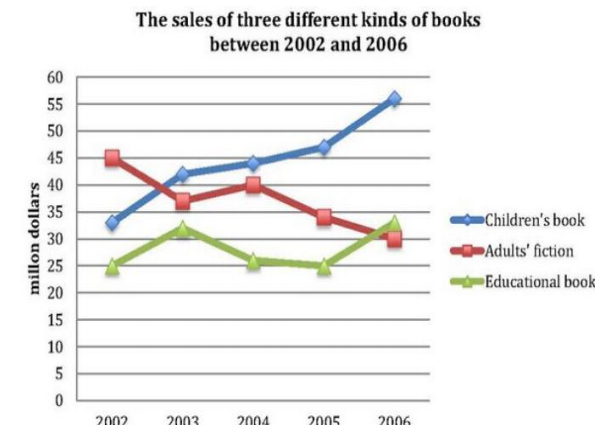 The sales of three different kinds of books
between 2002 and 2006
60
55
50
45
40
35
30
25
20
15
10
5
0
millon dollars
2002 2003 2004 2005 2006
Children's book
Adults' fiction
Educational book